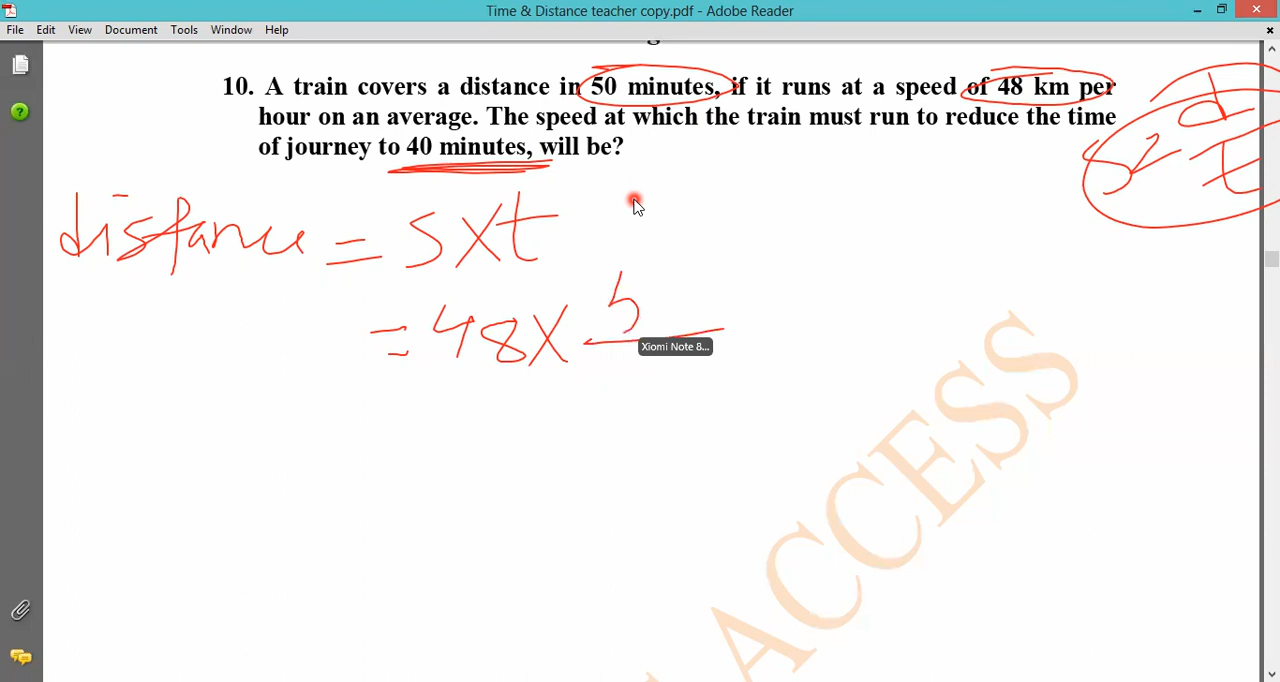 Time & Distance teacher copy.pdf - Adobe Reader
File Edit View Document Tools Window Help
10. A train covers a distance in 50 minutes, if it runs at a speed of 48 km per
hour on an average. The speed at which the train must run to reduce the time
of journey to 40 minutes, will be?
d
S = —
t
distance = s x t
= 48 x 5
Xiomi Note 8...
ACCESS